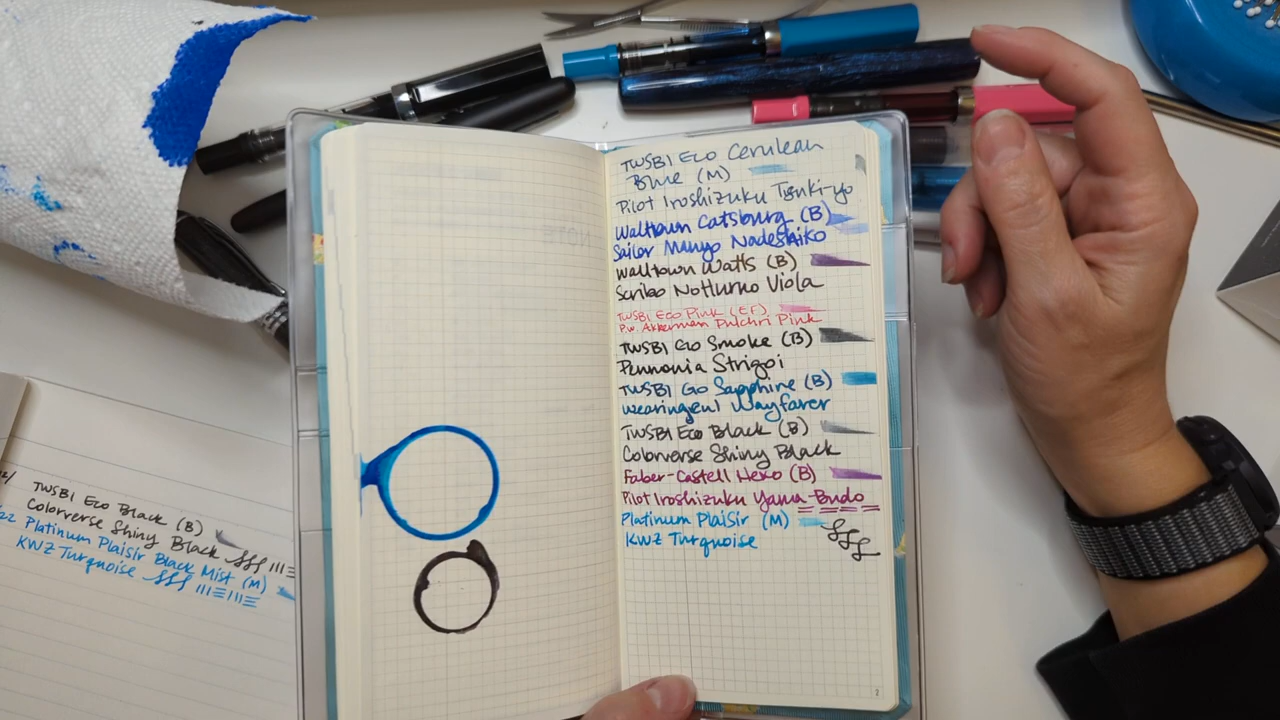 TWSBI Eco Cerulean
Blue (M)
Pilot Iroshizuku Tsuki-yo
Walltown Catsburg (B)
Sailor Manyo Nadeshiko
Walltown Watts (B)
Scribo Notturno Viola
TWSBI Eco Pink (EF)
P.W. Akkerman Pulchri Pink
TWSBI Go Smoke (B)
Pennonia Strigoi
TWSBI Go Sapphire (B)
Wearingeul Wayfarer
TWSBI Eco Black (B)
Colorverse Shiny Black
Faber-Castell Hexo (B)
Pilot Iroshizuku Yama-Budo
Platinum Plaisir (M)
KWZ Turquoise
TWSBI Eco Black (B)
Colorverse Shiny Black
Platinum Plaisir Black Mist (M)
KWZ Turquoise